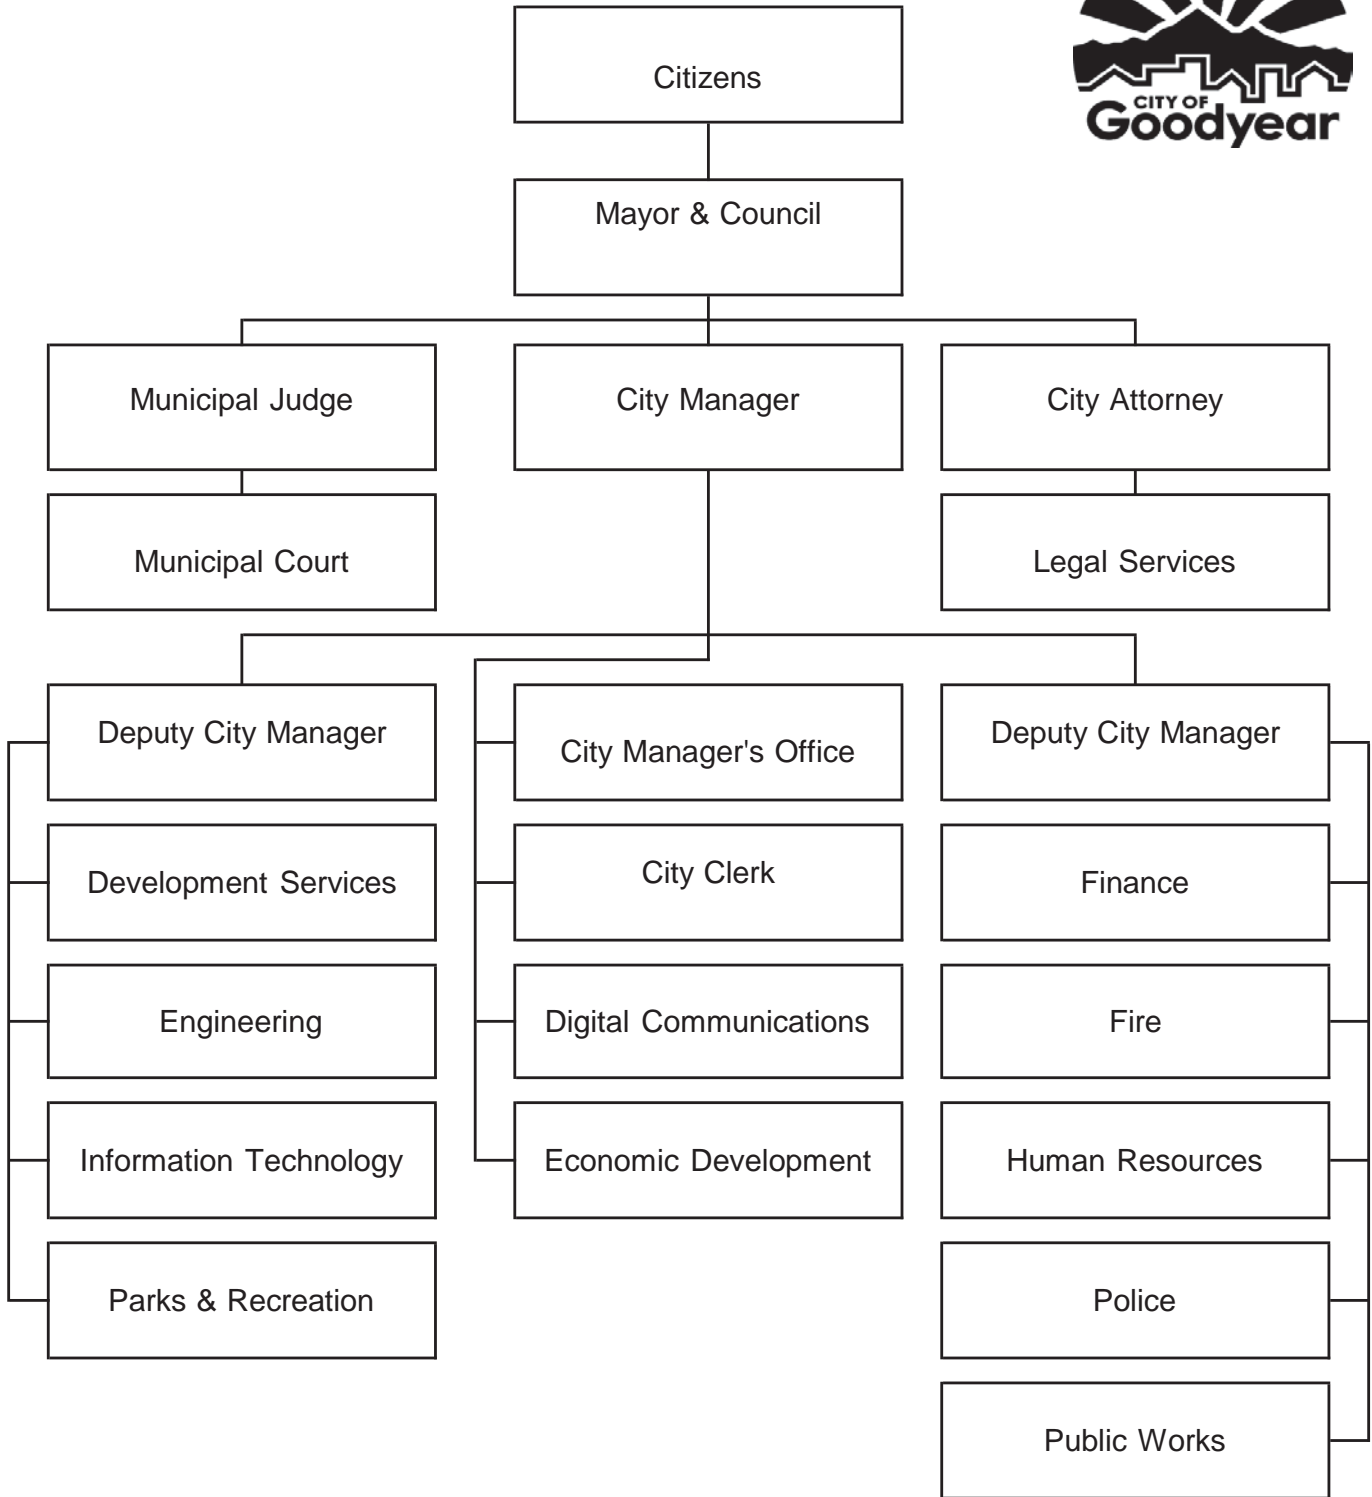 CITY OF
Goodyear
Citizens
Mayor & Council
Municipal Judge
City Manager
City Attorney
Municipal Court
Legal Services
Deputy City Manager
City Manager's Office
Deputy City Manager
Development Services
City Clerk
Finance
Engineering
Digital Communications
Fire
Information Technology
Economic Development
Human Resources
Parks & Recreation
Police
Public Works